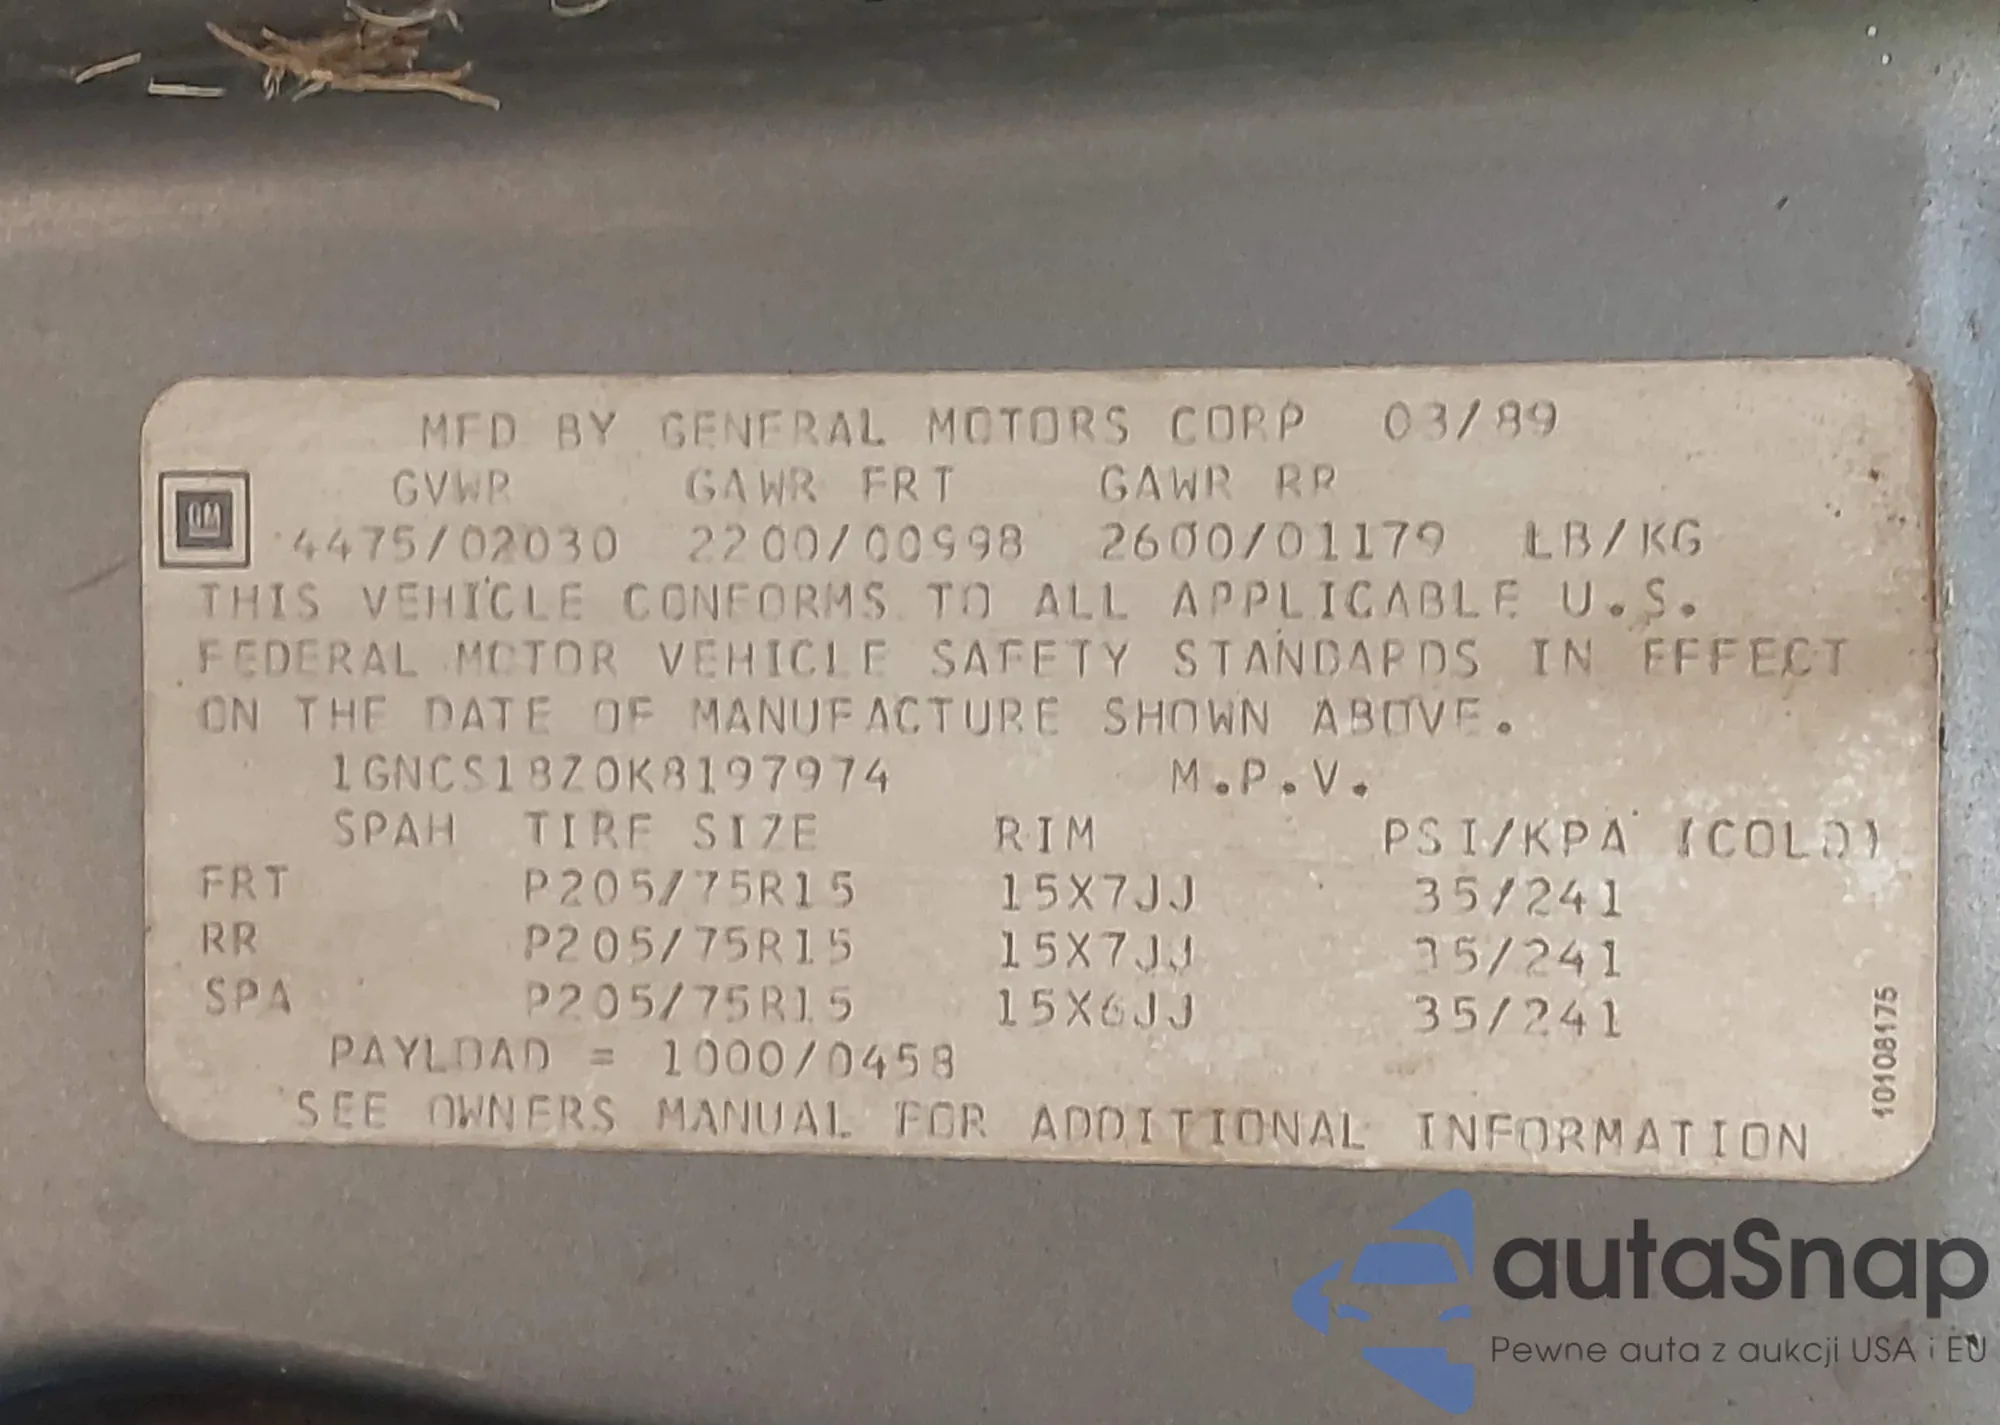 MFD BY GENERAL MOTORS CORP 03/89
GVWR GAWR FRT GAWR RR
GM
4475/02030 2200/00998 2600/01179 LB/KG
THIS VEHICLE CONFORMS TO ALL APPLICABLE U.S.
FEDERAL MOTOR VEHICLE SAFETY STANDARDS IN EFFECT
ON THE DATE OF MANUFACTURE SHOWN ABOVE.
1GNCS18Z0K8197974 M.P.V.
SPAH TIRE SIZE RIM PSI/KPA (COLD)
FRT P205/75R15 15X7JJ 35/241
RR P205/75R15 15X7JJ 35/241
SPA P205/75R15 15X6JJ 35/241
PAYLOAD = 1000/0458
SEE OWNERS MANUAL FOR ADDITIONAL INFORMATION
10108175
autaSnap
Pewne auta z aukcji USA i EU